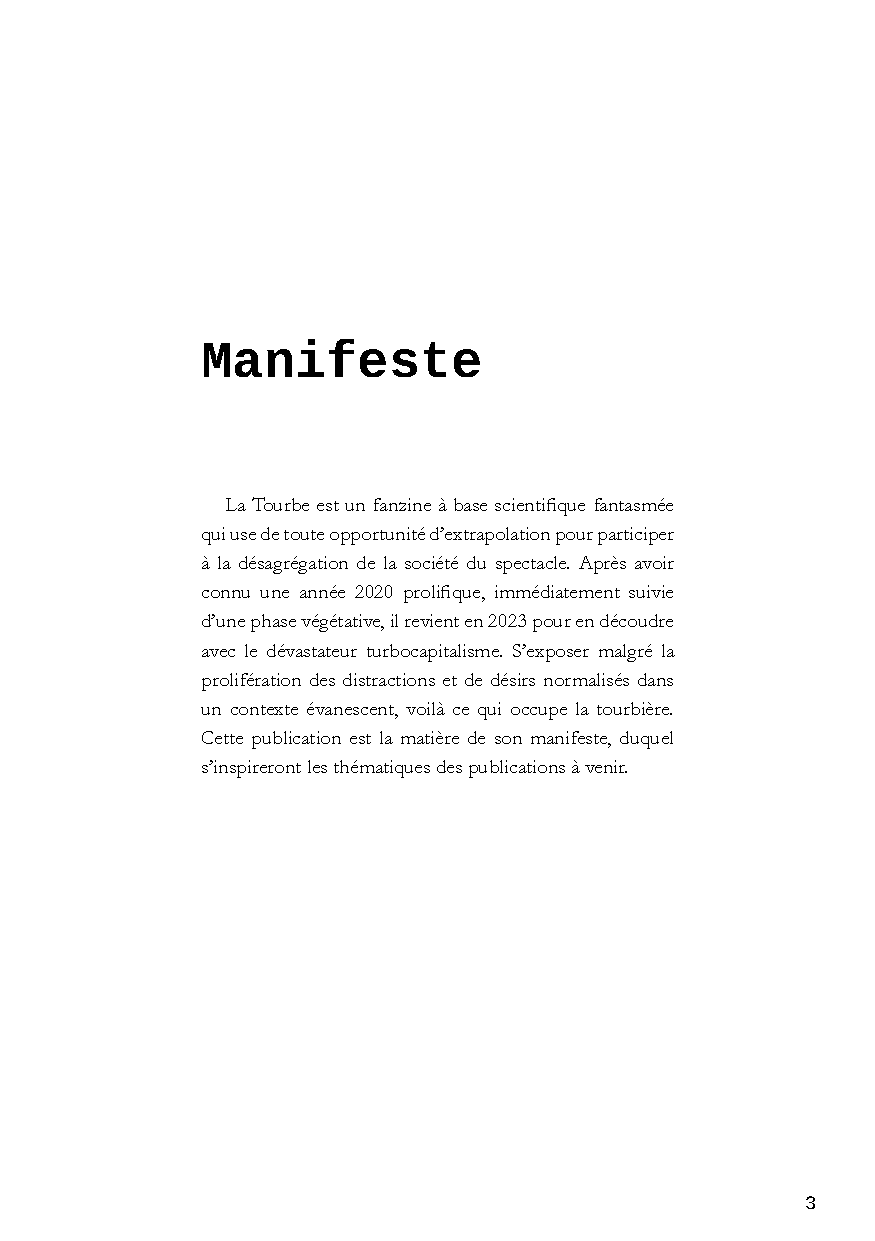 Manifeste
La Tourbe est un fanzine à base scientifique fantasmée
qui use de toute opportunité d’extrapolation pour participer
à la désagrégation de la société du spectacle. Après avoir
connu une année 2020 prolifique, immédiatement suivie
d’une phase végétative, il revient en 2023 pour en découdre
avec le dévastateur turbocapitalisme. S’exposer malgré la
prolifération des distractions et de désirs normalisés dans
un contexte évanescent, voilà ce qui occupe la tourbière.
Cette publication est la matière de son manifeste, duquel
s’inspireront les thématiques des publications à venir.
3